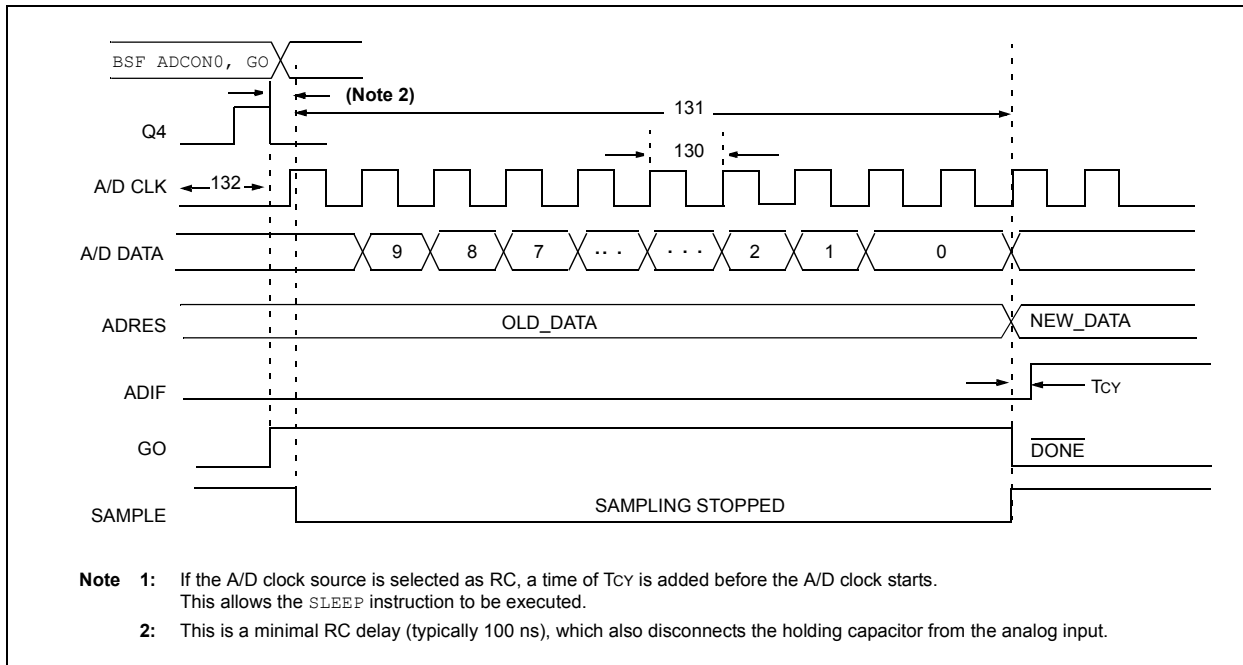 BSF ADCON0, GO
(Note 2)
131
Q4
130
A/D CLK
132
A/D DATA
9 8 7 . . . . . . 2 1 0
ADRES
OLD_DATA
NEW_DATA
ADIF
TCY
GO
DONE
SAMPLE
SAMPLING STOPPED
Note 1: If the A/D clock source is selected as RC, a time of TCY is added before the A/D clock starts.
This allows the SLEEP instruction to be executed.
2: This is a minimal RC delay (typically 100 ns), which also disconnects the holding capacitor from the analog input.